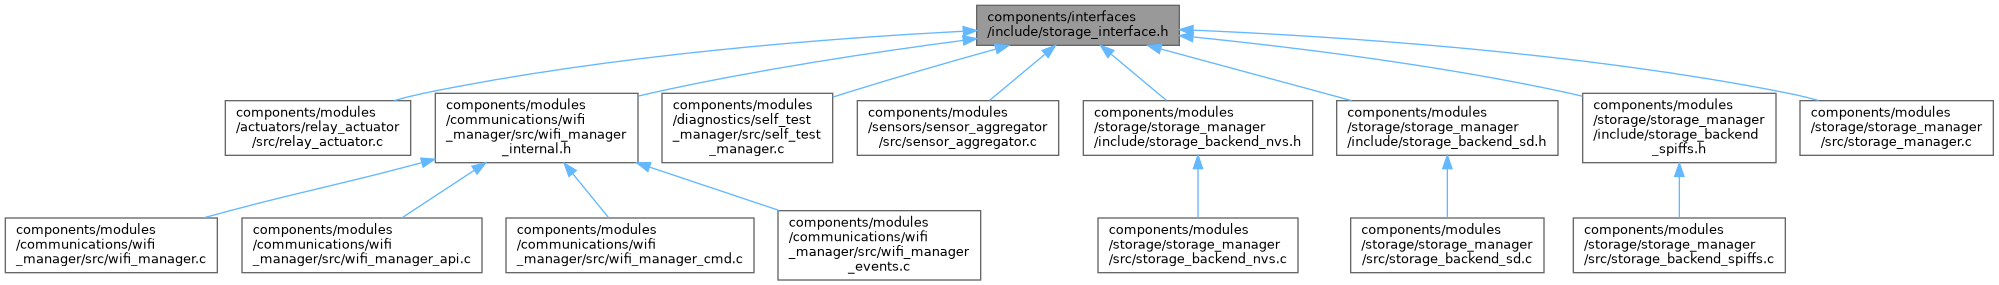 components/interfaces
/include/storage_interface.h
components/modules
/actuators/relay_actuator
/src/relay_actuator.c
components/modules
/communications/wifi
_manager/src/wifi_manager
_internal.h
components/modules
/diagnostics/self_test
_manager/src/self_test
_manager.c
components/modules
/sensors/sensor_aggregator
/src/sensor_aggregator.c
components/modules
/storage/storage_manager
/include/storage_backend_nvs.h
components/modules
/storage/storage_manager
/include/storage_backend_sd.h
components/modules
/storage/storage_manager
/include/storage_backend
_spiffs.h
components/modules
/storage/storage_manager
/src/storage_manager.c
components/modules
/communications/wifi
_manager/src/wifi_manager.c
components/modules
/communications/wifi
_manager/src/wifi_manager_api.c
components/modules
/communications/wifi
_manager/src/wifi_manager_cmd.c
components/modules
/communications/wifi
_manager/src/wifi_manager
_events.c
components/modules
/storage/storage_manager
/src/storage_backend_nvs.c
components/modules
/storage/storage_manager
/src/storage_backend_sd.c
components/modules
/storage/storage_manager
/src/storage_backend_spiffs.c